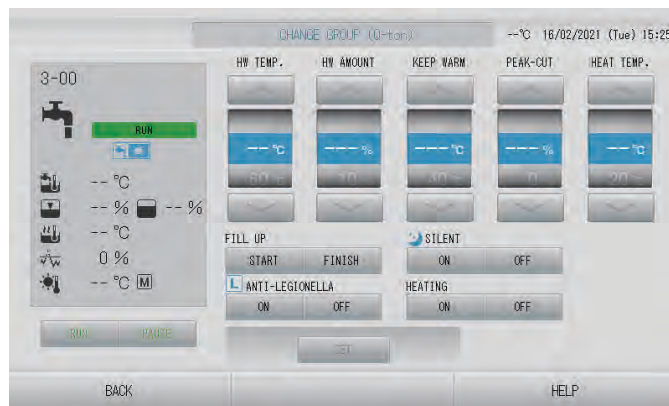 CHANGE GROUP (Q-ton)
--°C 16/02/2021 (Tue) 15:25
3-00
RUN
-- °C
-- % -- %
-- °C
0 %
-- °C M
RUN PAUSE
HW TEMP. HW AMOUNT KEEP WARM PEAK-CUT HEAT TEMP.
--- °C --- % --- °C --- % --- °C
60 10 40 0 20
FILL UP
START FINISH
SILENT
ON OFF
L ANTI-LEGIONELLA
ON OFF
HEATING
ON OFF
SET
BACK HELP